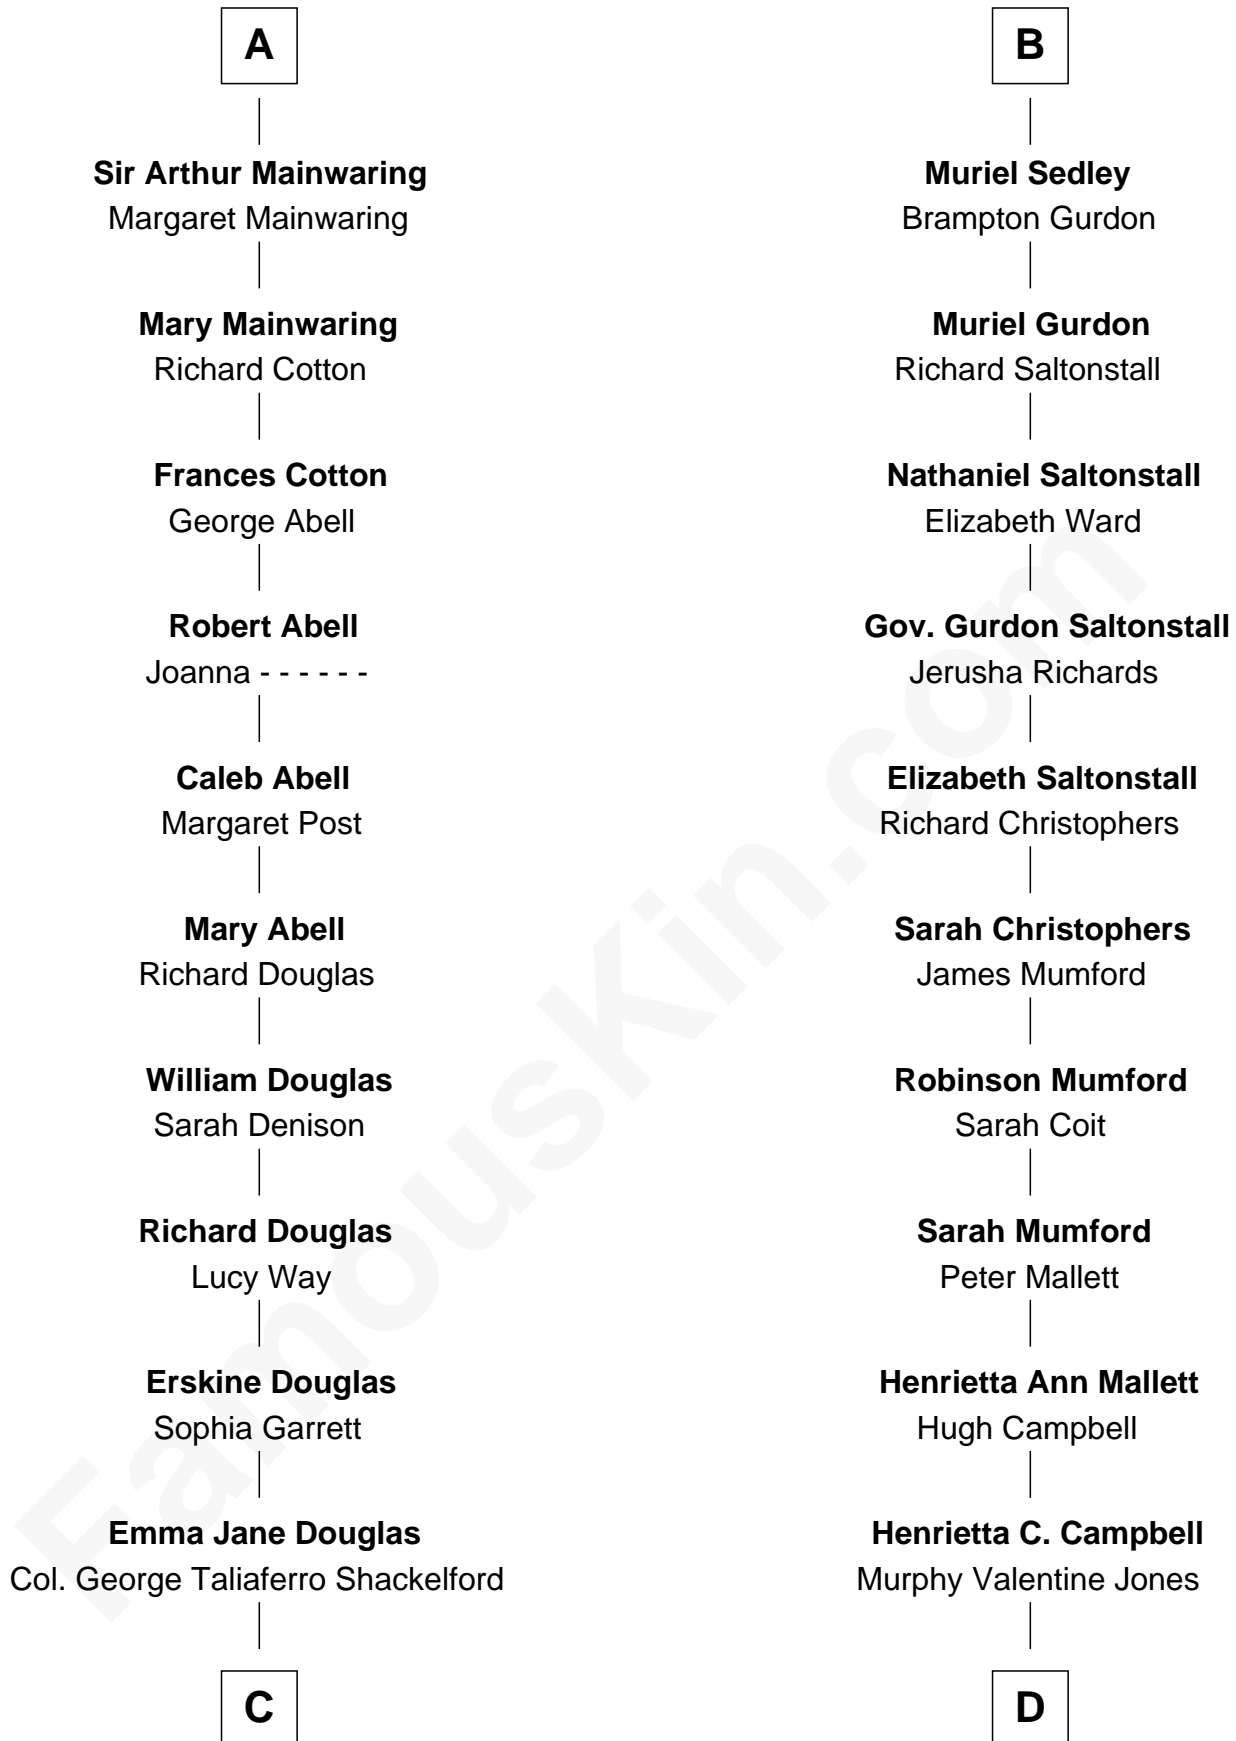 A
Sir Arthur Mainwaring
Margaret Mainwaring
Mary Mainwaring
Richard Cotton
Frances Cotton
George Abell
Robert Abell
Joanna - - - - - -
Caleb Abell
Margaret Post
Mary Abell
Richard Douglas
William Douglas
Sarah Denison
Richard Douglas
Lucy Way
Erskine Douglas
Sophia Garrett
Emma Jane Douglas
Col. George Taliaferro Shackelford
C
B
Muriel Sedley
Brampton Gurdon
Muriel Gurdon
Richard Saltonstall
Nathaniel Saltonstall
Elizabeth Ward
Gov. Gurdon Saltonstall
Jerusha Richards
Elizabeth Saltonstall
Richard Christophers
Sarah Christophers
James Mumford
Robinson Mumford
Sarah Coit
Sarah Mumford
Peter Mallett
Henrietta Ann Mallett
Hugh Campbell
Henrietta C. Campbell
Murphy Valentine Jones
D
FamousKin.com